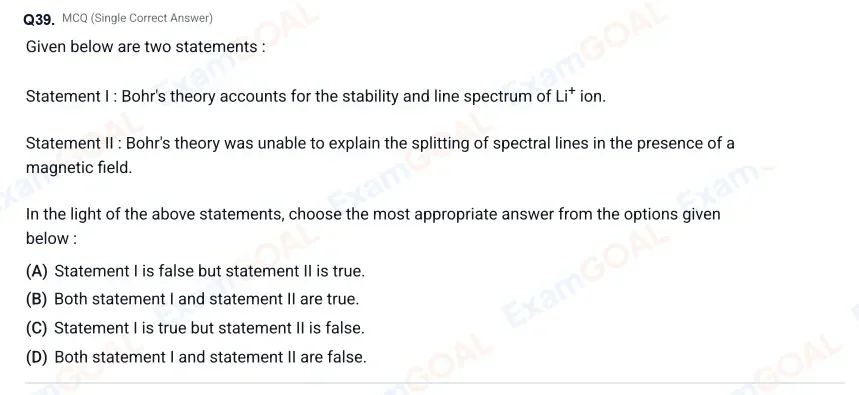 Q39. MCQ (Single Correct Answer)
Given below are two statements :
Statement I : Bohr's theory accounts for the stability and line spectrum of Li⁺ ion.
Statement II : Bohr's theory was unable to explain the splitting of spectral lines in the presence of a
magnetic field.
In the light of the above statements, choose the most appropriate answer from the options given
below :
(A) Statement I is false but statement II is true.
(B) Both statement I and statement II are true.
(C) Statement I is true but statement II is false.
(D) Both statement I and statement II are false.
ExamGOAL